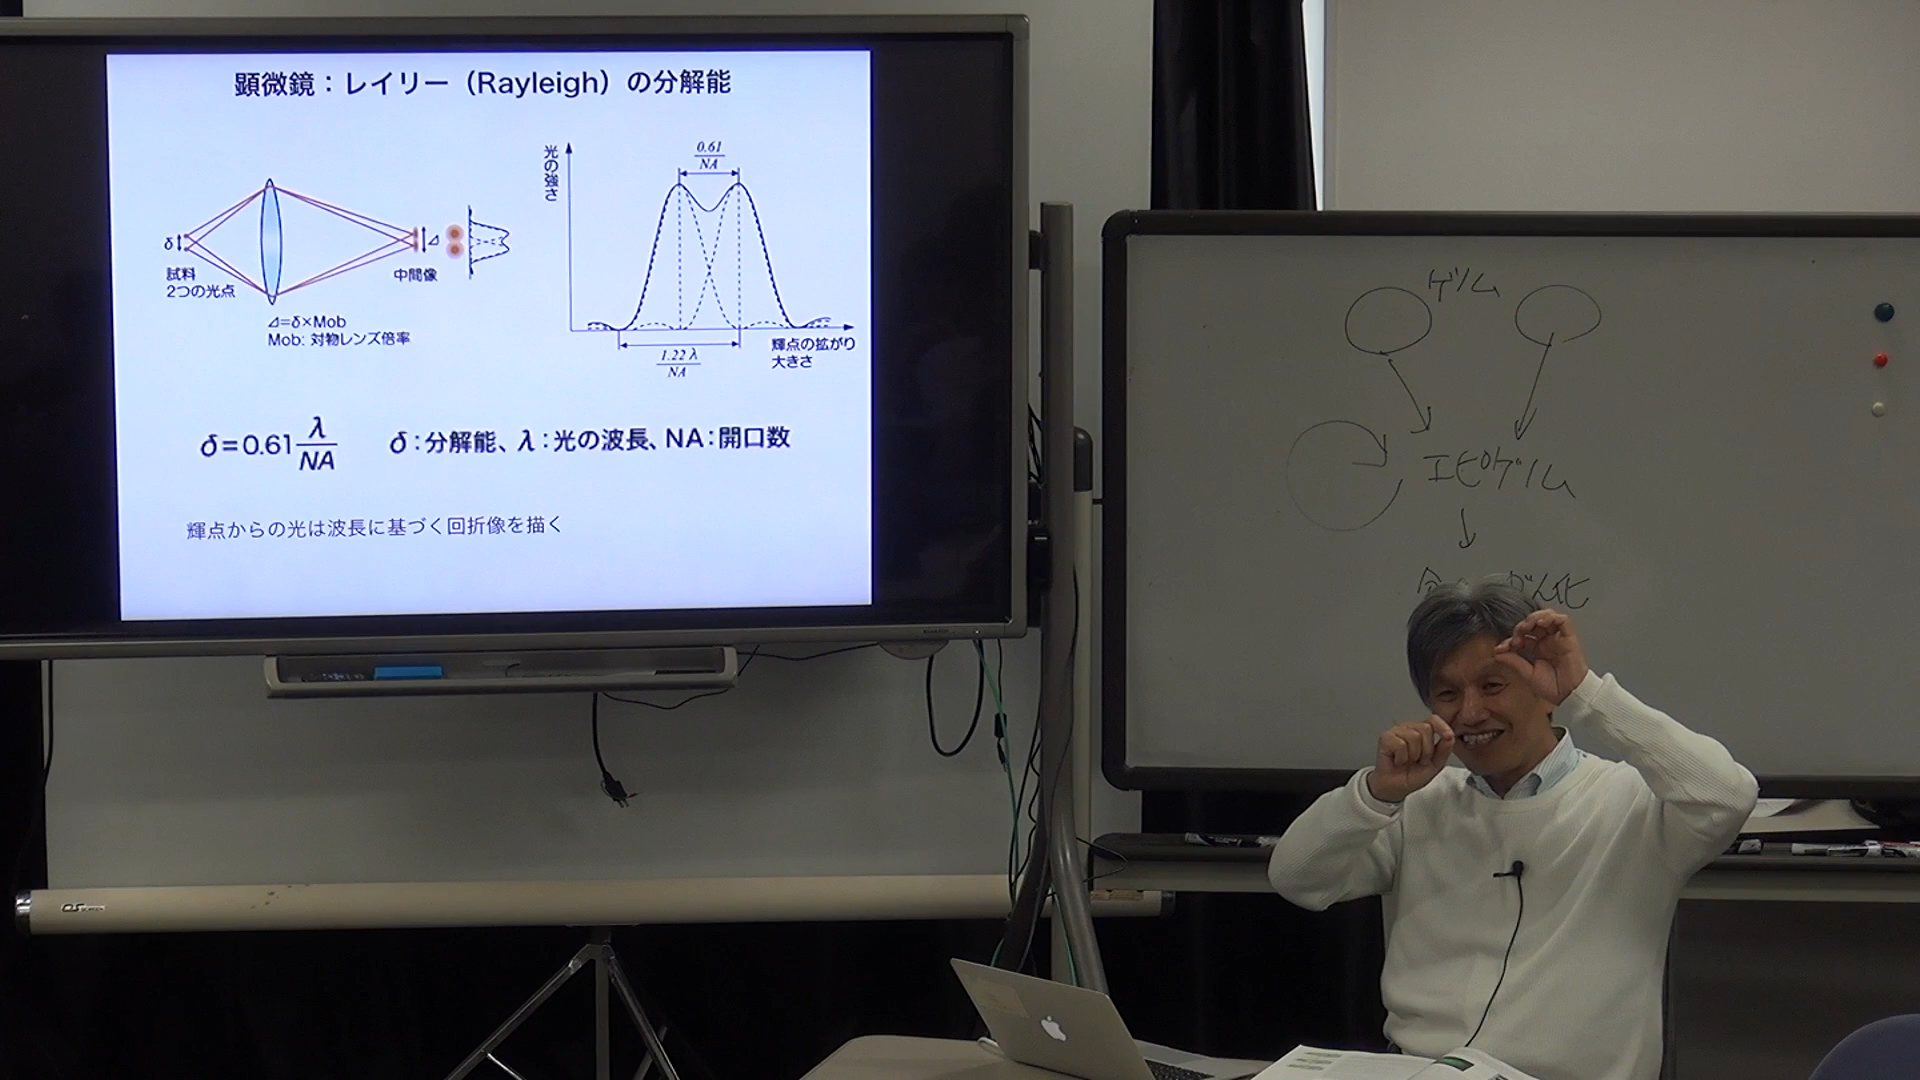 顕微鏡：レイリー（Rayleigh）の分解能
δ
試料
2つの光点
⊿
中間像
⊿=δ×Mob
Mob: 対物レンズ倍率
光の強さ
0.61
NA
1.22 λ
NA
輝点の拡がり
大きさ
δ=0.61 λ/NA　δ：分解能、λ：光の波長、NA：開口数
輝点からの光は波長に基づく回折像を描く
ゲノム
エピゲノム